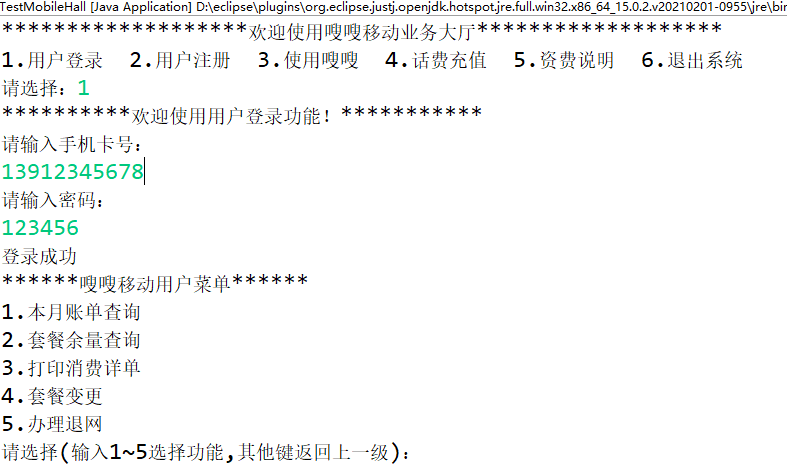 TestMobileHall [Java Application] D:\eclipse\plugins\org.eclipse.justj.openjdk.hotspot.jre.full.win32.x86_64_15.0.2.v20210201-0955\jre\bin
*******************欢迎使用嗖嗖移动业务大厅*******************
1.用户登录  2.用户注册  3.使用嗖嗖  4.话费充值  5.资费说明  6.退出系统
请选择：1
**********欢迎使用用户登录功能！***********
请输入手机卡号：
13912345678
请输入密码：
123456
登录成功
******嗖嗖移动用户菜单******
1.本月账单查询
2.套餐余量查询
3.打印消费详单
4.套餐变更
5.办理退网
请选择(输入1~5选择功能,其他键返回上一级)：